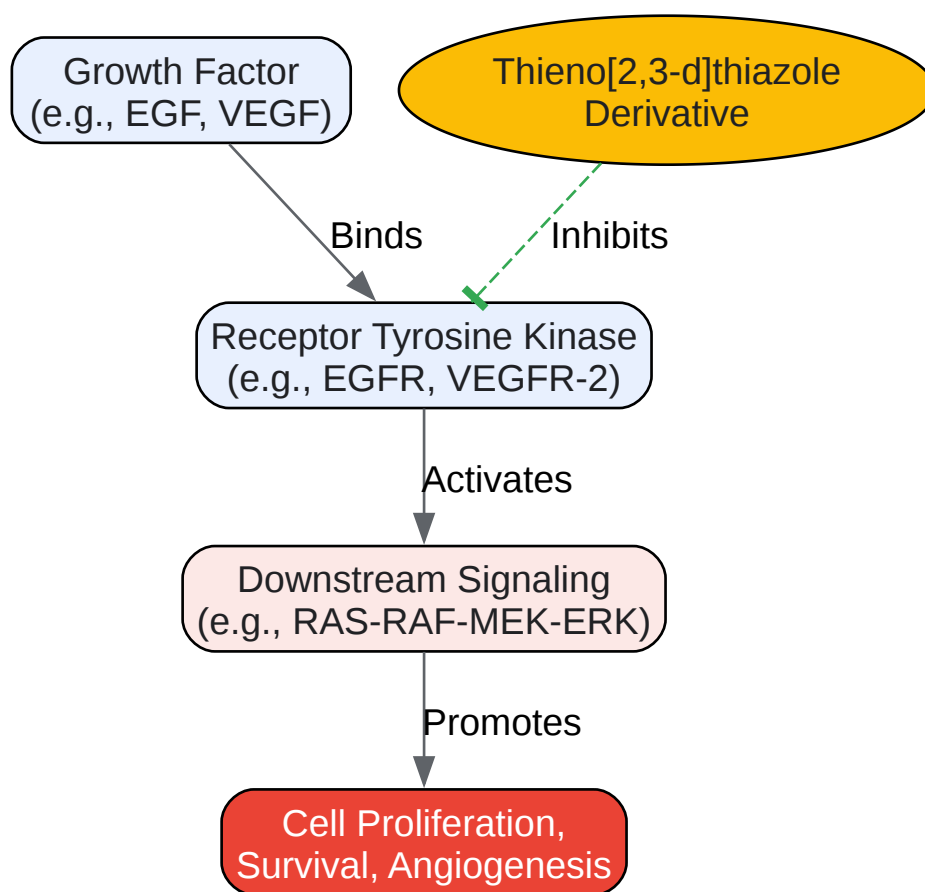 Growth Factor
(e.g., EGF, VEGF)
Thieno[2,3-d]thiazole
Derivative
Binds
Inhibits
Receptor Tyrosine Kinase
(e.g., EGFR, VEGFR-2)
Activates
Downstream Signaling
(e.g., RAS-RAF-MEK-ERK)
Promotes
Cell Proliferation,
Survival, Angiogenesis